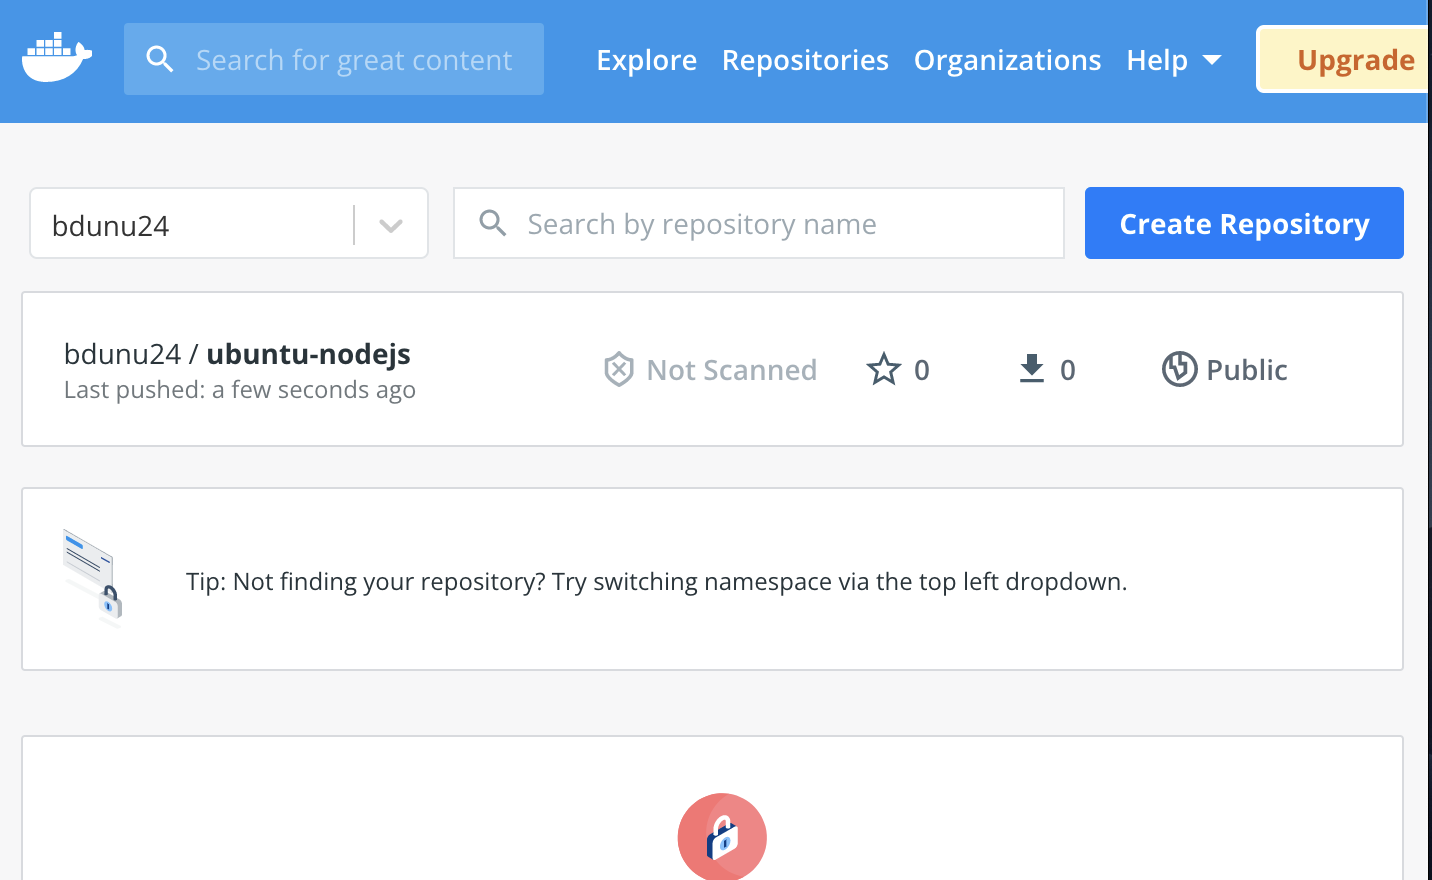 Search for great content
Explore Repositories Organizations Help Upgrade
bdunu24
Search by repository name
Create Repository
bdunu24 / ubuntu-nodejs
Last pushed: a few seconds ago
Not Scanned
0
0
Public
Tip: Not finding your repository? Try switching namespace via the top left dropdown.